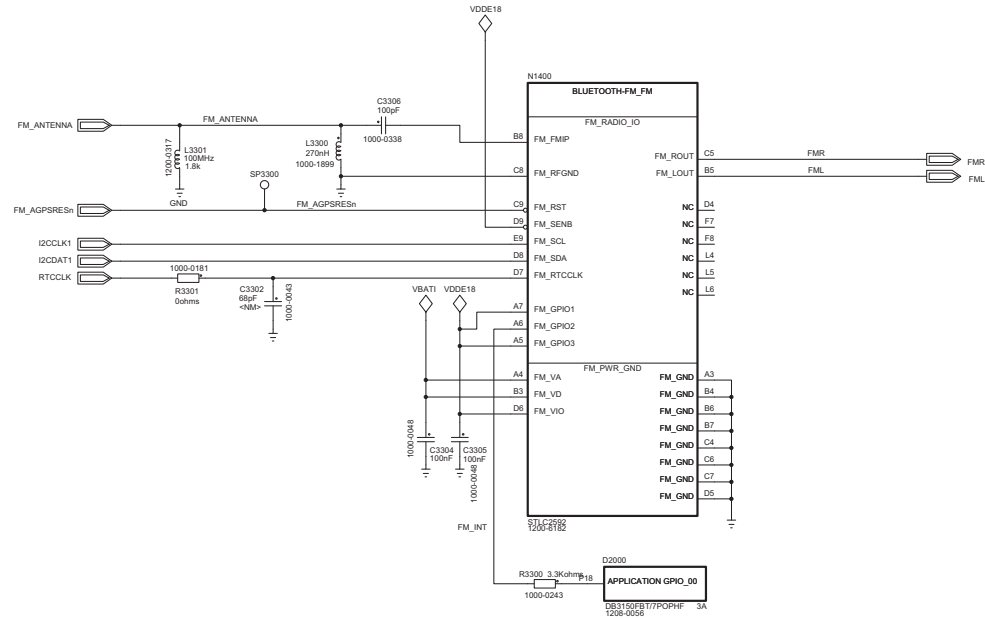 VDDE18
N1400
BLUETOOTH-FM_FM
FM_RADIO_IO
FM_ANTENNA
FM_ANTENNA
C3306
100pF
1000-0338
B8 FM_FMIP
1200-0317
L3301
100MHz
1.8k
L3300
270nH
1000-1899
GND
SP3300
C8 FM_RFGND
FM_ROUT C5 FMR
FMR
FM_LOUT B5 FML
FML
FM_AGPSRESn
FM_AGPSRESn
C9 FM_RST
NC D4
D9 FM_SENB
NC F7
I2CCLK1
E9 FM_SCL
NC F8
I2CDAT1
D8 FM_SDA
NC L4
RTCCLK
1000-0181
R3301
0ohms
D7 FM_RTCCLK
NC L5
NC L6
C3302
68pF
<NM>
1000-0043
VBATI
VDDE18
A7 FM_GPIO1
A6 FM_GPIO2
A5 FM_GPIO3
FM_PWR_GND
A4 FM_VA
FM_GND A3
B3 FM_VD
FM_GND B4
D6 FM_VIO
FM_GND B6
FM_GND B7
FM_GND C4
FM_GND C6
FM_GND C7
FM_GND D5
1000-0048
C3304
100nF
C3305
100nF
1000-0048
STLC2592
1200-6182
FM_INT
D2000
R3300 3.3Kohms
P18
1000-0243
APPLICATION GPIO_00
DB3150FBT/7POPHF 3A
1208-0056